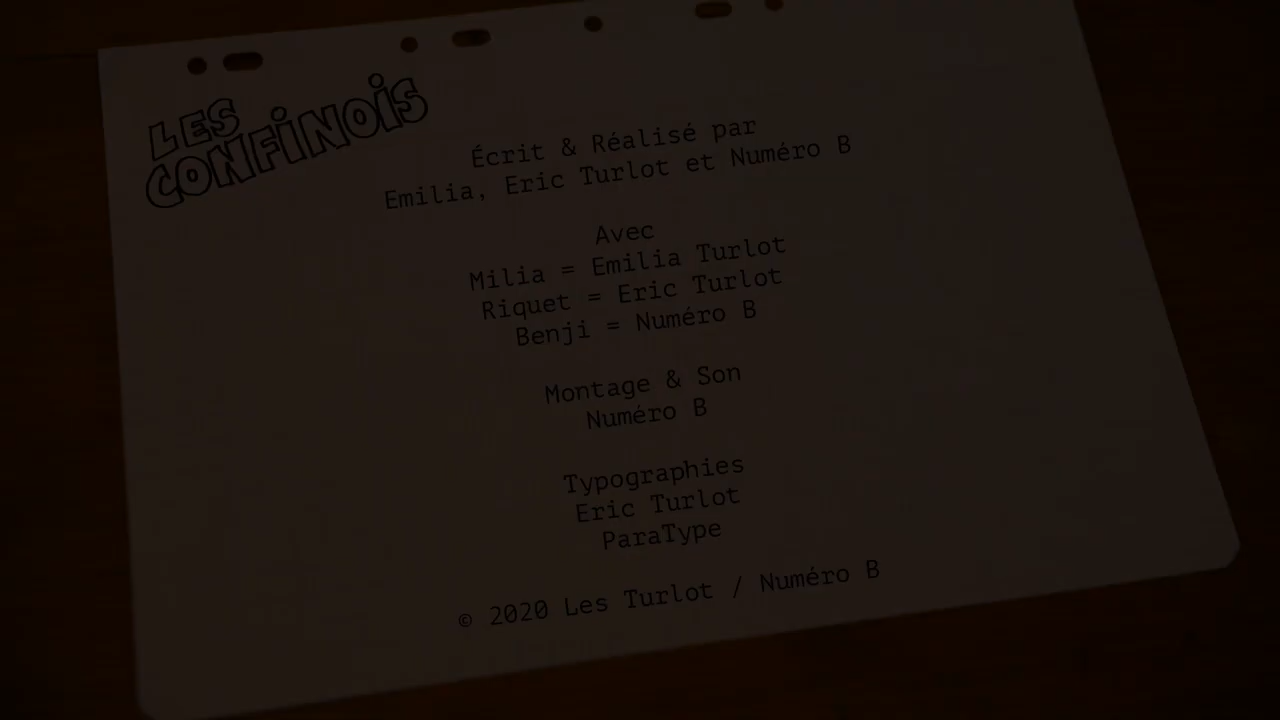 LES
CONFINOIS
Écrit & Réalisé par
Emilia, Eric Turlot et Numéro B
Avec
Milia = Emilia Turlot
Riquet = Eric Turlot
Benji = Numéro B
Montage & Son
Numéro B
Typographies
Eric Turlot
ParaType
© 2020 Les Turlot / Numéro B